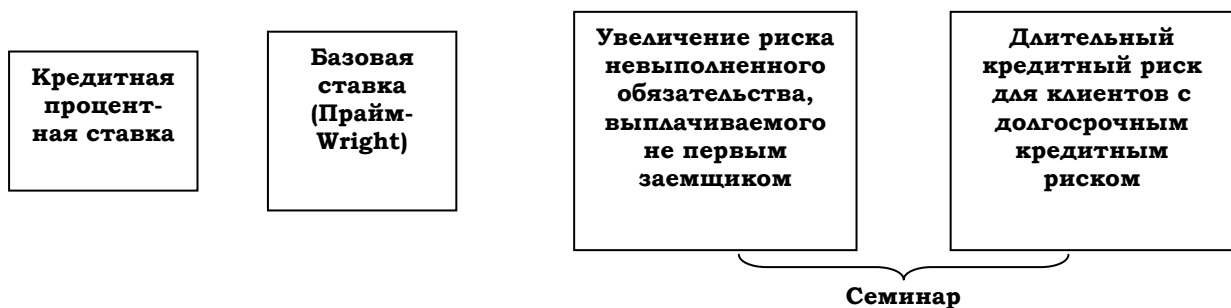 Кредитная
процент-
ная ставка
Базовая
ставка
(Прайм-
Wright)
Увеличение риска
невыполненного
обязательства,
выплачиваемого
не первым
заемщиком
Длительный
кредитный риск
для клиентов с
долгосрочным
кредитным
риском
Семинар